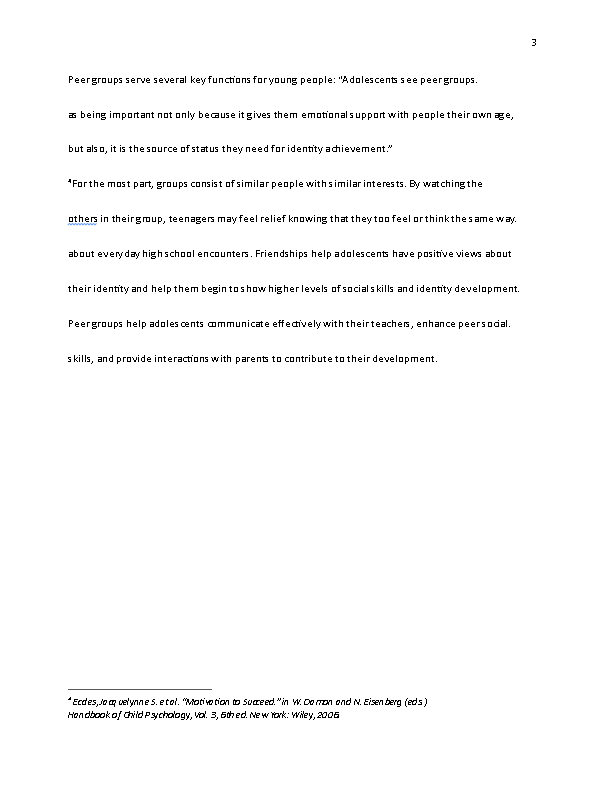 3
Peer groups serve several key functions for young people: “Adolescents see peer groups.
as being important not only because it gives them emotional support with people their own age,
but also, it is the source of status they need for identity achievement.”
⁴For the most part, groups consist of similar people with similar interests. By watching the
others in their group, teenagers may feel relief knowing that they too feel or think the same way.
about everyday high school encounters. Friendships help adolescents have positive views about
their identity and help them begin to show higher levels of social skills and identity development.
Peer groups help adolescents communicate effectively with their teachers, enhance peer social.
skills, and provide interactions with parents to contribute to their development.
⁴ Eccles, Jacquelynne S. et al. “Motivation to Succeed.” in W. Damon and N. Eisenberg (eds.)
Handbook of Child Psychology, Vol. 3, 6th ed. New York: Wiley, 2006